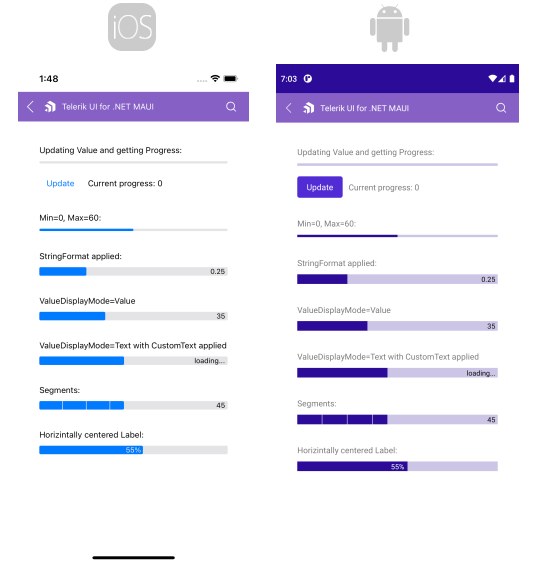 iOS
1:48
Telerik UI for .NET MAUI
Updating Value and getting Progress:
Update Current progress: 0
Min=0, Max=60:
StringFormat applied:
0.25
ValueDisplayMode=Value
35
ValueDisplayMode=Text with CustomText applied
loading...
Segments:
45
Horizintally centered Label:
55%
7:03
Telerik UI for .NET MAUI
Updating Value and getting Progress:
Update Current progress: 0
Min=0, Max=60:
StringFormat applied:
0.25
ValueDisplayMode=Value
35
ValueDisplayMode=Text with CustomText applied
loading...
Segments:
45
Horizintally centered Label:
55%